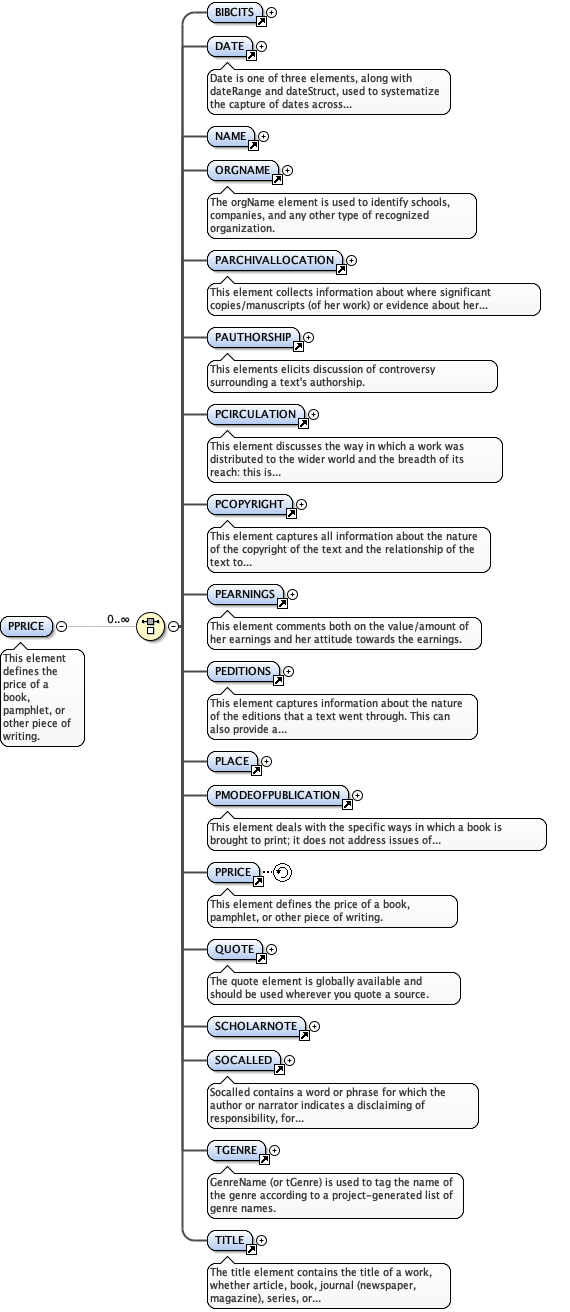 BIBCITS
DATE
Date is one of three elements, along with
dateRange and dateStruct, used to systematize
the capture of dates across...
NAME
ORGNAME
The orgName element is used to identify schools,
companies, and any other type of recognized
organization.
PARCHIVALLOCATION
This element collects information about where significant
copies/manuscripts (of her work) or evidence about her...
PAUTHORSHIP
This elements elicits discussion of controversy
surrounding a text's authorship.
PCIRCULATION
This element discusses the way in which a work was
distributed to the wider world and the breadth of its
reach: this is...
PCOPYRIGHT
This element captures all information about the nature
of the copyright of the text and the relationship of the
text to...
PEARNINGS
This element comments both on the value/amount of
her earnings and her attitude towards the earnings.
PPRICE
0..∞
This element
defines the
price of a
book,
pamphlet, or
other piece of
writing.
PEDITIONS
This element captures information about the nature
of the editions that a text went through. This can
also provide a...
PLACE
PMODEOFPUBLICATION
This element deals with the specific ways in which a book is
brought to print; it does not address issues of...
PPRICE
This element defines the price of a book,
pamphlet, or other piece of writing.
QUOTE
The quote element is globally available and
should be used wherever you quote a source.
SCHOLARNOTE
SOCALLED
Socalled contains a word or phrase for which the
author or narrator indicates a disclaiming of
responsibility, for...
TGENRE
GenreName (or tGenre) is used to tag the name of
the genre according to a project-generated list of
genre names.
TITLE
The title element contains the title of a work,
whether article, book, journal (newspaper,
magazine), series, or...